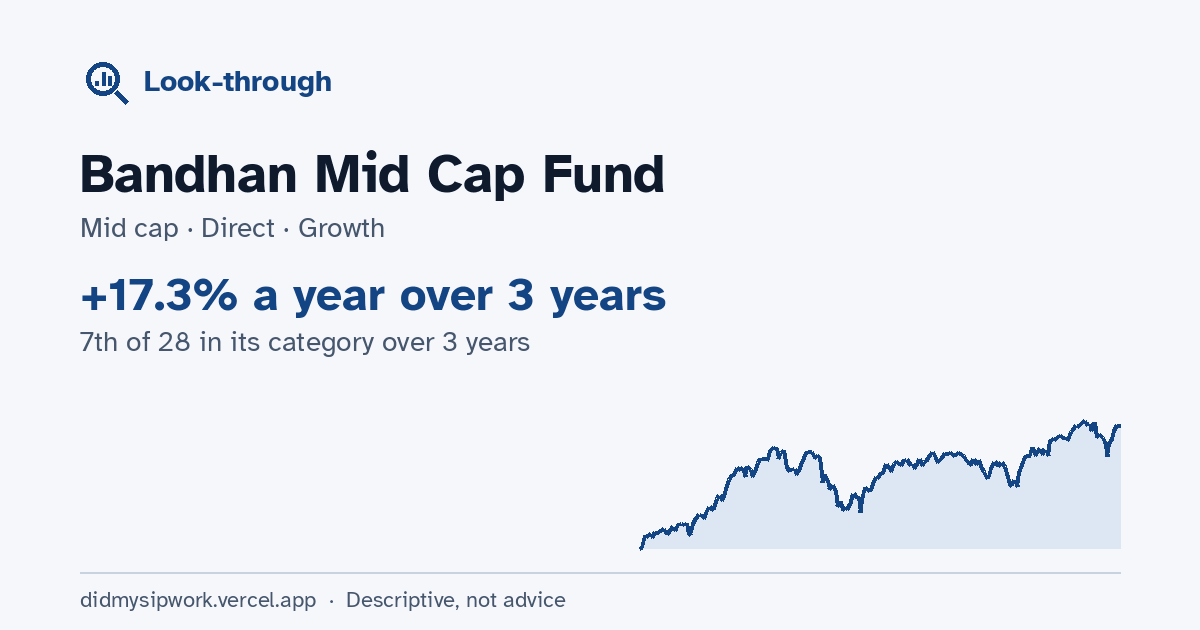 Look-through
Bandhan Mid Cap Fund
Mid cap · Direct · Growth
+17.3% a year over 3 years
7th of 28 in its category over 3 years
didmysipwork.vercel.app · Descriptive, not advice